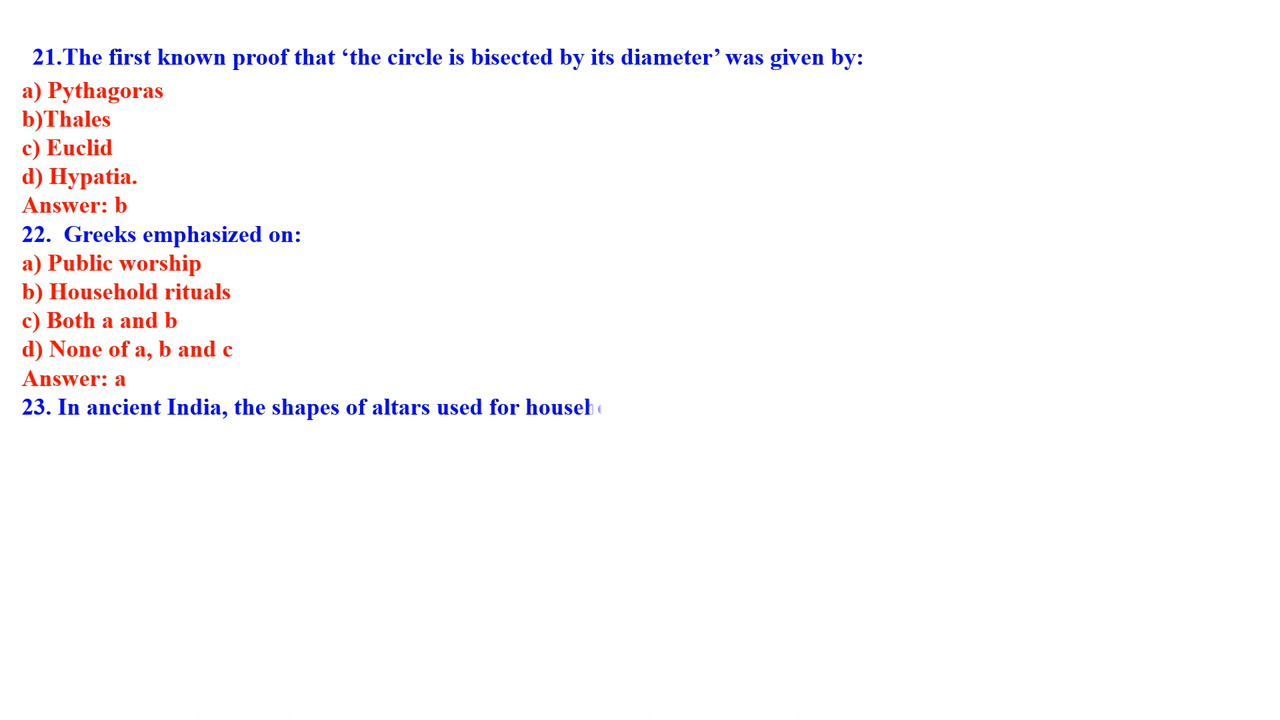 21.The first known proof that ‘the circle is bisected by its diameter’ was given by:
a) Pythagoras
b)Thales
c) Euclid
d) Hypatia.
Answer: b
22.  Greeks emphasized on:
a) Public worship
b) Household rituals
c) Both a and b
d) None of a, b and c
Answer: a
23. In ancient India, the shapes of altars used for